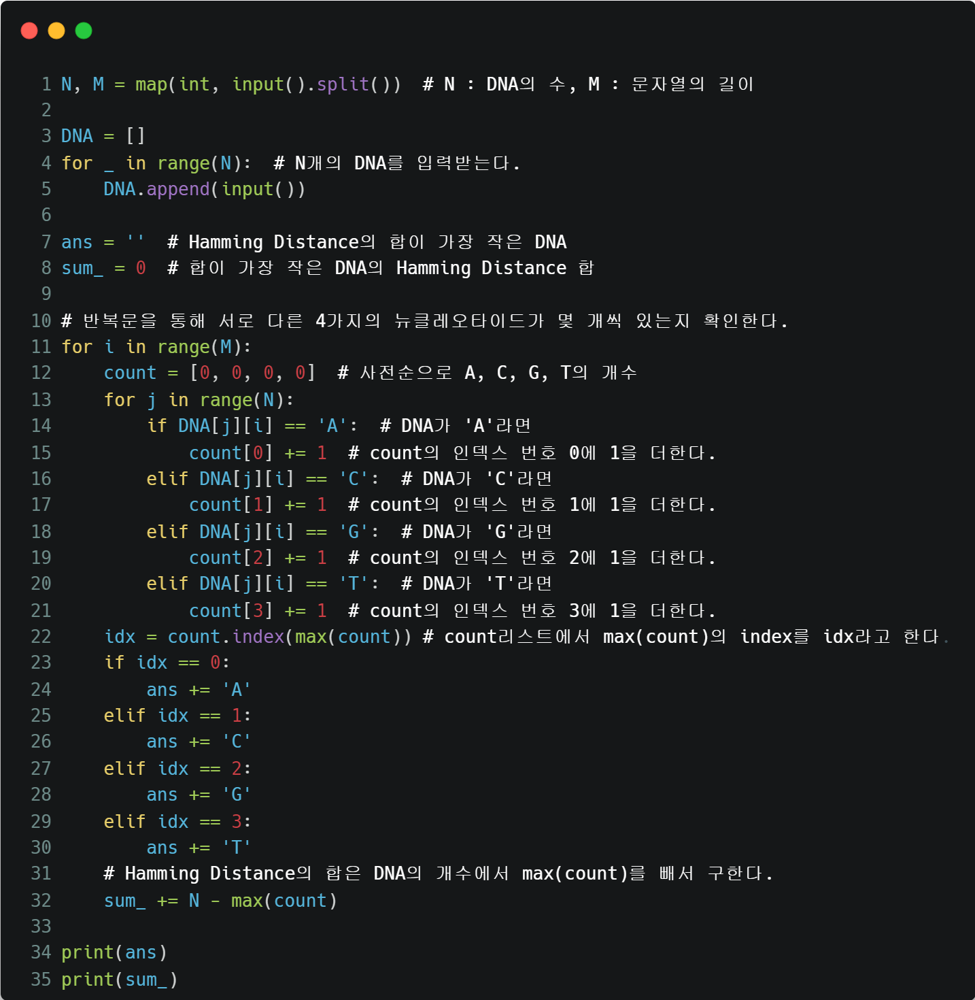 1 N, M = map(int, input().split())  # N : DNA의 수, M : 문자열의 길이
2
3 DNA = []
4 for _ in range(N):  # N개의 DNA를 입력받는다.
5     DNA.append(input())
6
7 ans = ''  # Hamming Distance의 합이 가장 작은 DNA
8 sum_ = 0  # 합이 가장 작은 DNA의 Hamming Distance 합
9
10 # 반복문을 통해 서로 다른 4가지의 뉴클레오타이드가 몇 개씩 있는지 확인한다.
11 for i in range(M):
12     count = [0, 0, 0, 0]  # 사전순으로 A, C, G, T의 개수
13     for j in range(N):
14         if DNA[j][i] == 'A':  # DNA가 'A'라면
15             count[0] += 1  # count의 인덱스 번호 0에 1을 더한다.
16         elif DNA[j][i] == 'C':  # DNA가 'C'라면
17             count[1] += 1  # count의 인덱스 번호 1에 1을 더한다.
18         elif DNA[j][i] == 'G':  # DNA가 'G'라면
19             count[2] += 1  # count의 인덱스 번호 2에 1을 더한다.
20         elif DNA[j][i] == 'T':  # DNA가 'T'라면
21             count[3] += 1  # count의 인덱스 번호 3에 1을 더한다.
22     idx = count.index(max(count)) # count리스트에서 max(count)의 index를 idx라고 한다.
23     if idx == 0:
24         ans += 'A'
25     elif idx == 1:
26         ans += 'C'
27     elif idx == 2:
28         ans += 'G'
29     elif idx == 3:
30         ans += 'T'
31     # Hamming Distance의 합은 DNA의 개수에서 max(count)를 빼서 구한다.
32     sum_ += N - max(count)
33
34 print(ans)
35 print(sum_)